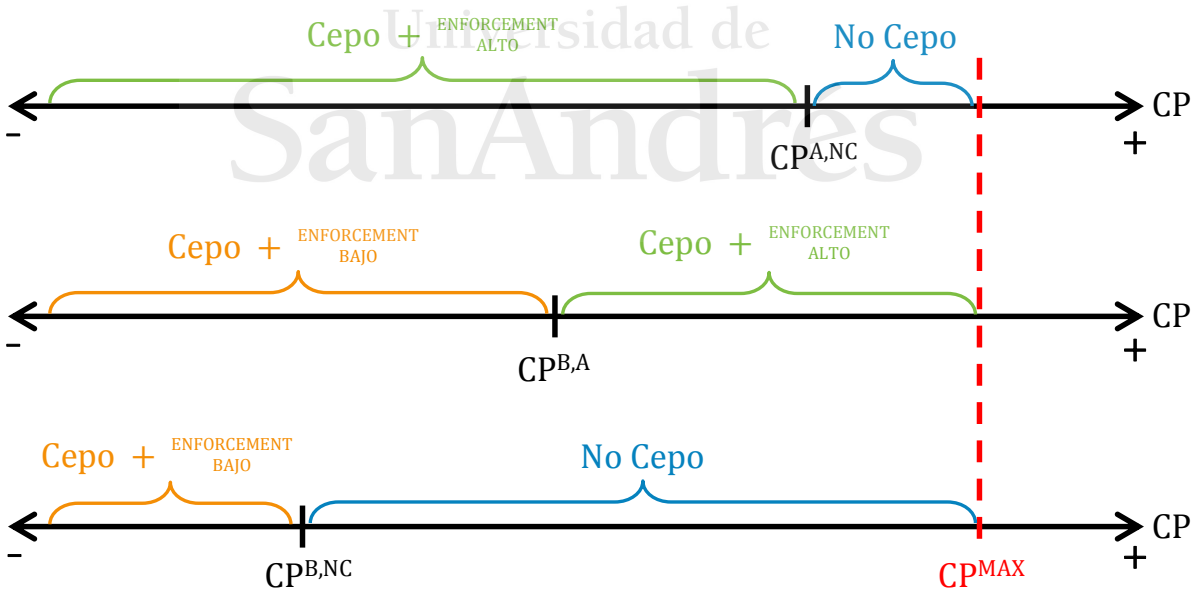 Universidad de
SanAndrés
Cepo + ENFORCEMENT ALTO
No Cepo
CP
-
+
CP^A,NC
Cepo + ENFORCEMENT BAJO
Cepo + ENFORCEMENT ALTO
CP
-
+
CP^B,A
Cepo + ENFORCEMENT BAJO
No Cepo
CP
-
+
CP^B,NC
CP^MAX